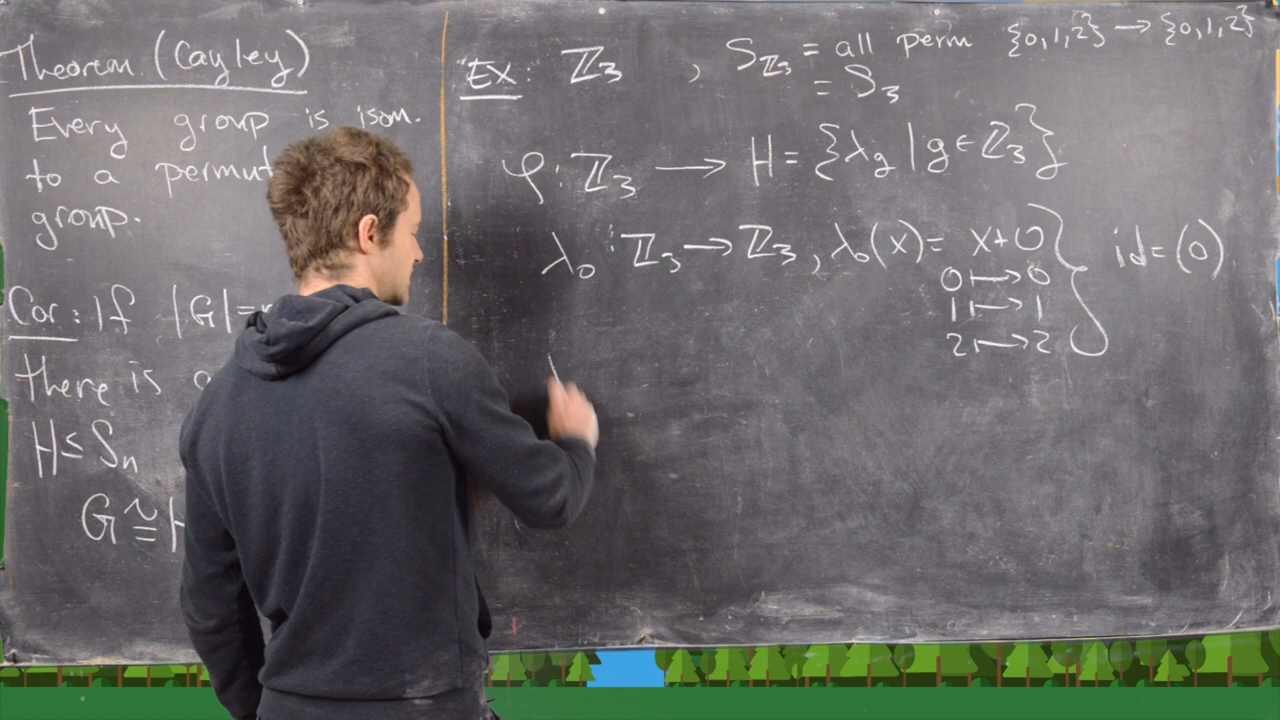 Theorem (Cayley)
Every group is isom.
to a permut
group.
Cor: If |G|=
there is
H ≤ Sₙ
G ≅ H
Ex: ℤ₃ , S_ℤ₃ = all perm {0,1,2} → {0,1,2}
= S₃
φ: ℤ₃ → H = {λg | g ∈ ℤ₃}
λ₀ : ℤ₃ → ℤ₃, λ₀(x) = x+0 } id = (0)
0 ↦ 0
1 ↦ 1
2 ↦ 2